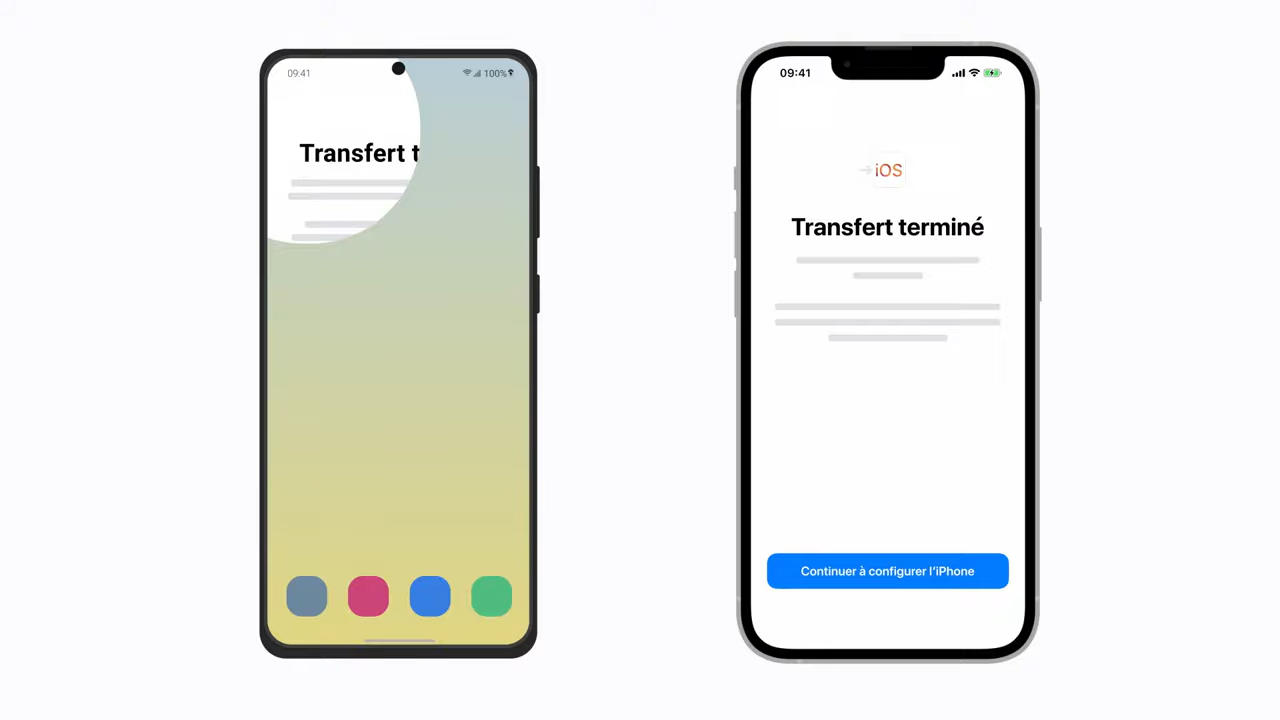 09:41
100%
Transfert t
09:41
iOS
Transfert terminé
Continuer à configurer l’iPhone